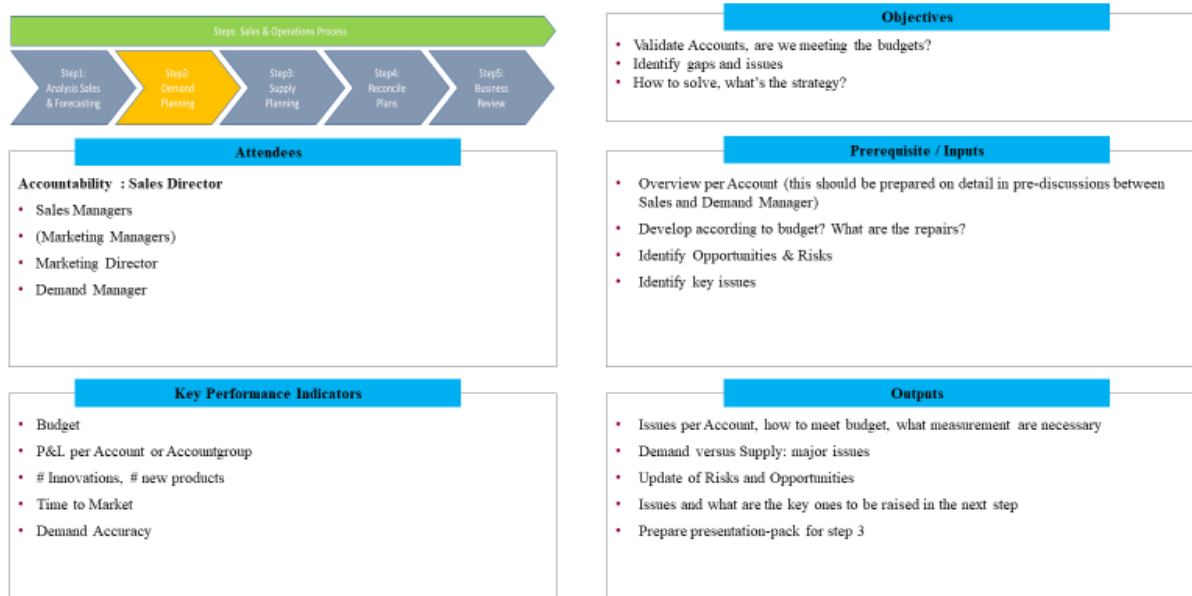 Steps: Sales & Operations Process
Step1:
Analysis Sales
& Forecasting
Step2:
Demand
Planning
Step3:
Supply
Planning
Step4:
Reconcile
Plans
Step5:
Business
Review
Objectives
• Validate Accounts, are we meeting the budgets?
• Identify gaps and issues
• How to solve, what's the strategy?
Attendees
Accountability : Sales Director
• Sales Managers
• (Marketing Managers)
• Marketing Director
• Demand Manager
Prerequisite / Inputs
• Overview per Account (this should be prepared on detail in pre-discussions between
Sales and Demand Manager)
• Develop according to budget? What are the repairs?
• Identify Opportunities & Risks
• Identify key issues
Key Performance Indicators
• Budget
• P&L per Account or Accountgroup
• # Innovations, # new products
• Time to Market
• Demand Accuracy
Outputs
• Issues per Account, how to meet budget, what measurement are necessary
• Demand versus Supply: major issues
• Update of Risks and Opportunities
• Issues and what are the key ones to be raised in the next step
• Prepare presentation-pack for step 3